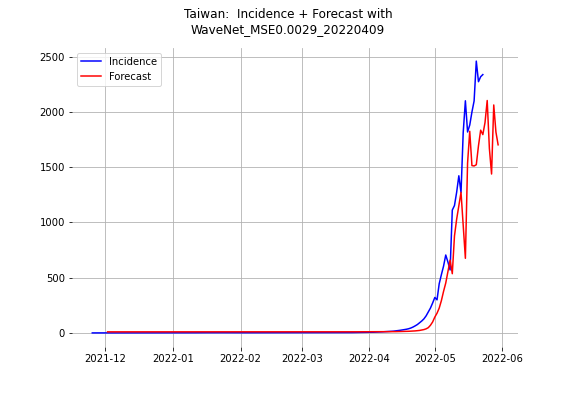 Taiwan:  Incidence + Forecast with
WaveNet_MSE0.0029_20220409
Incidence
Forecast
2500
2000
1500
1000
500
0
2021-12 2022-01 2022-02 2022-03 2022-04 2022-05 2022-06